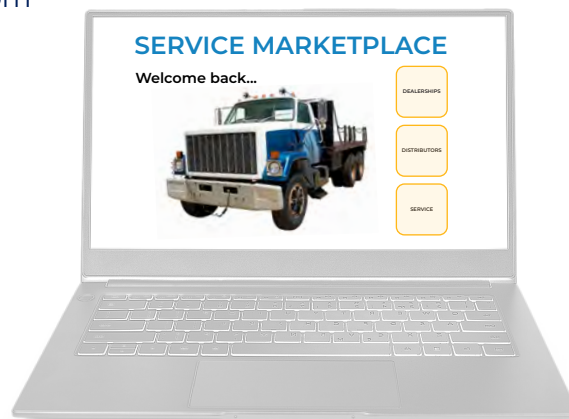 SERVICE MARKETPLACE
Welcome back...
DEALERSHIPS
DISTRIBUTORS
SERVICE